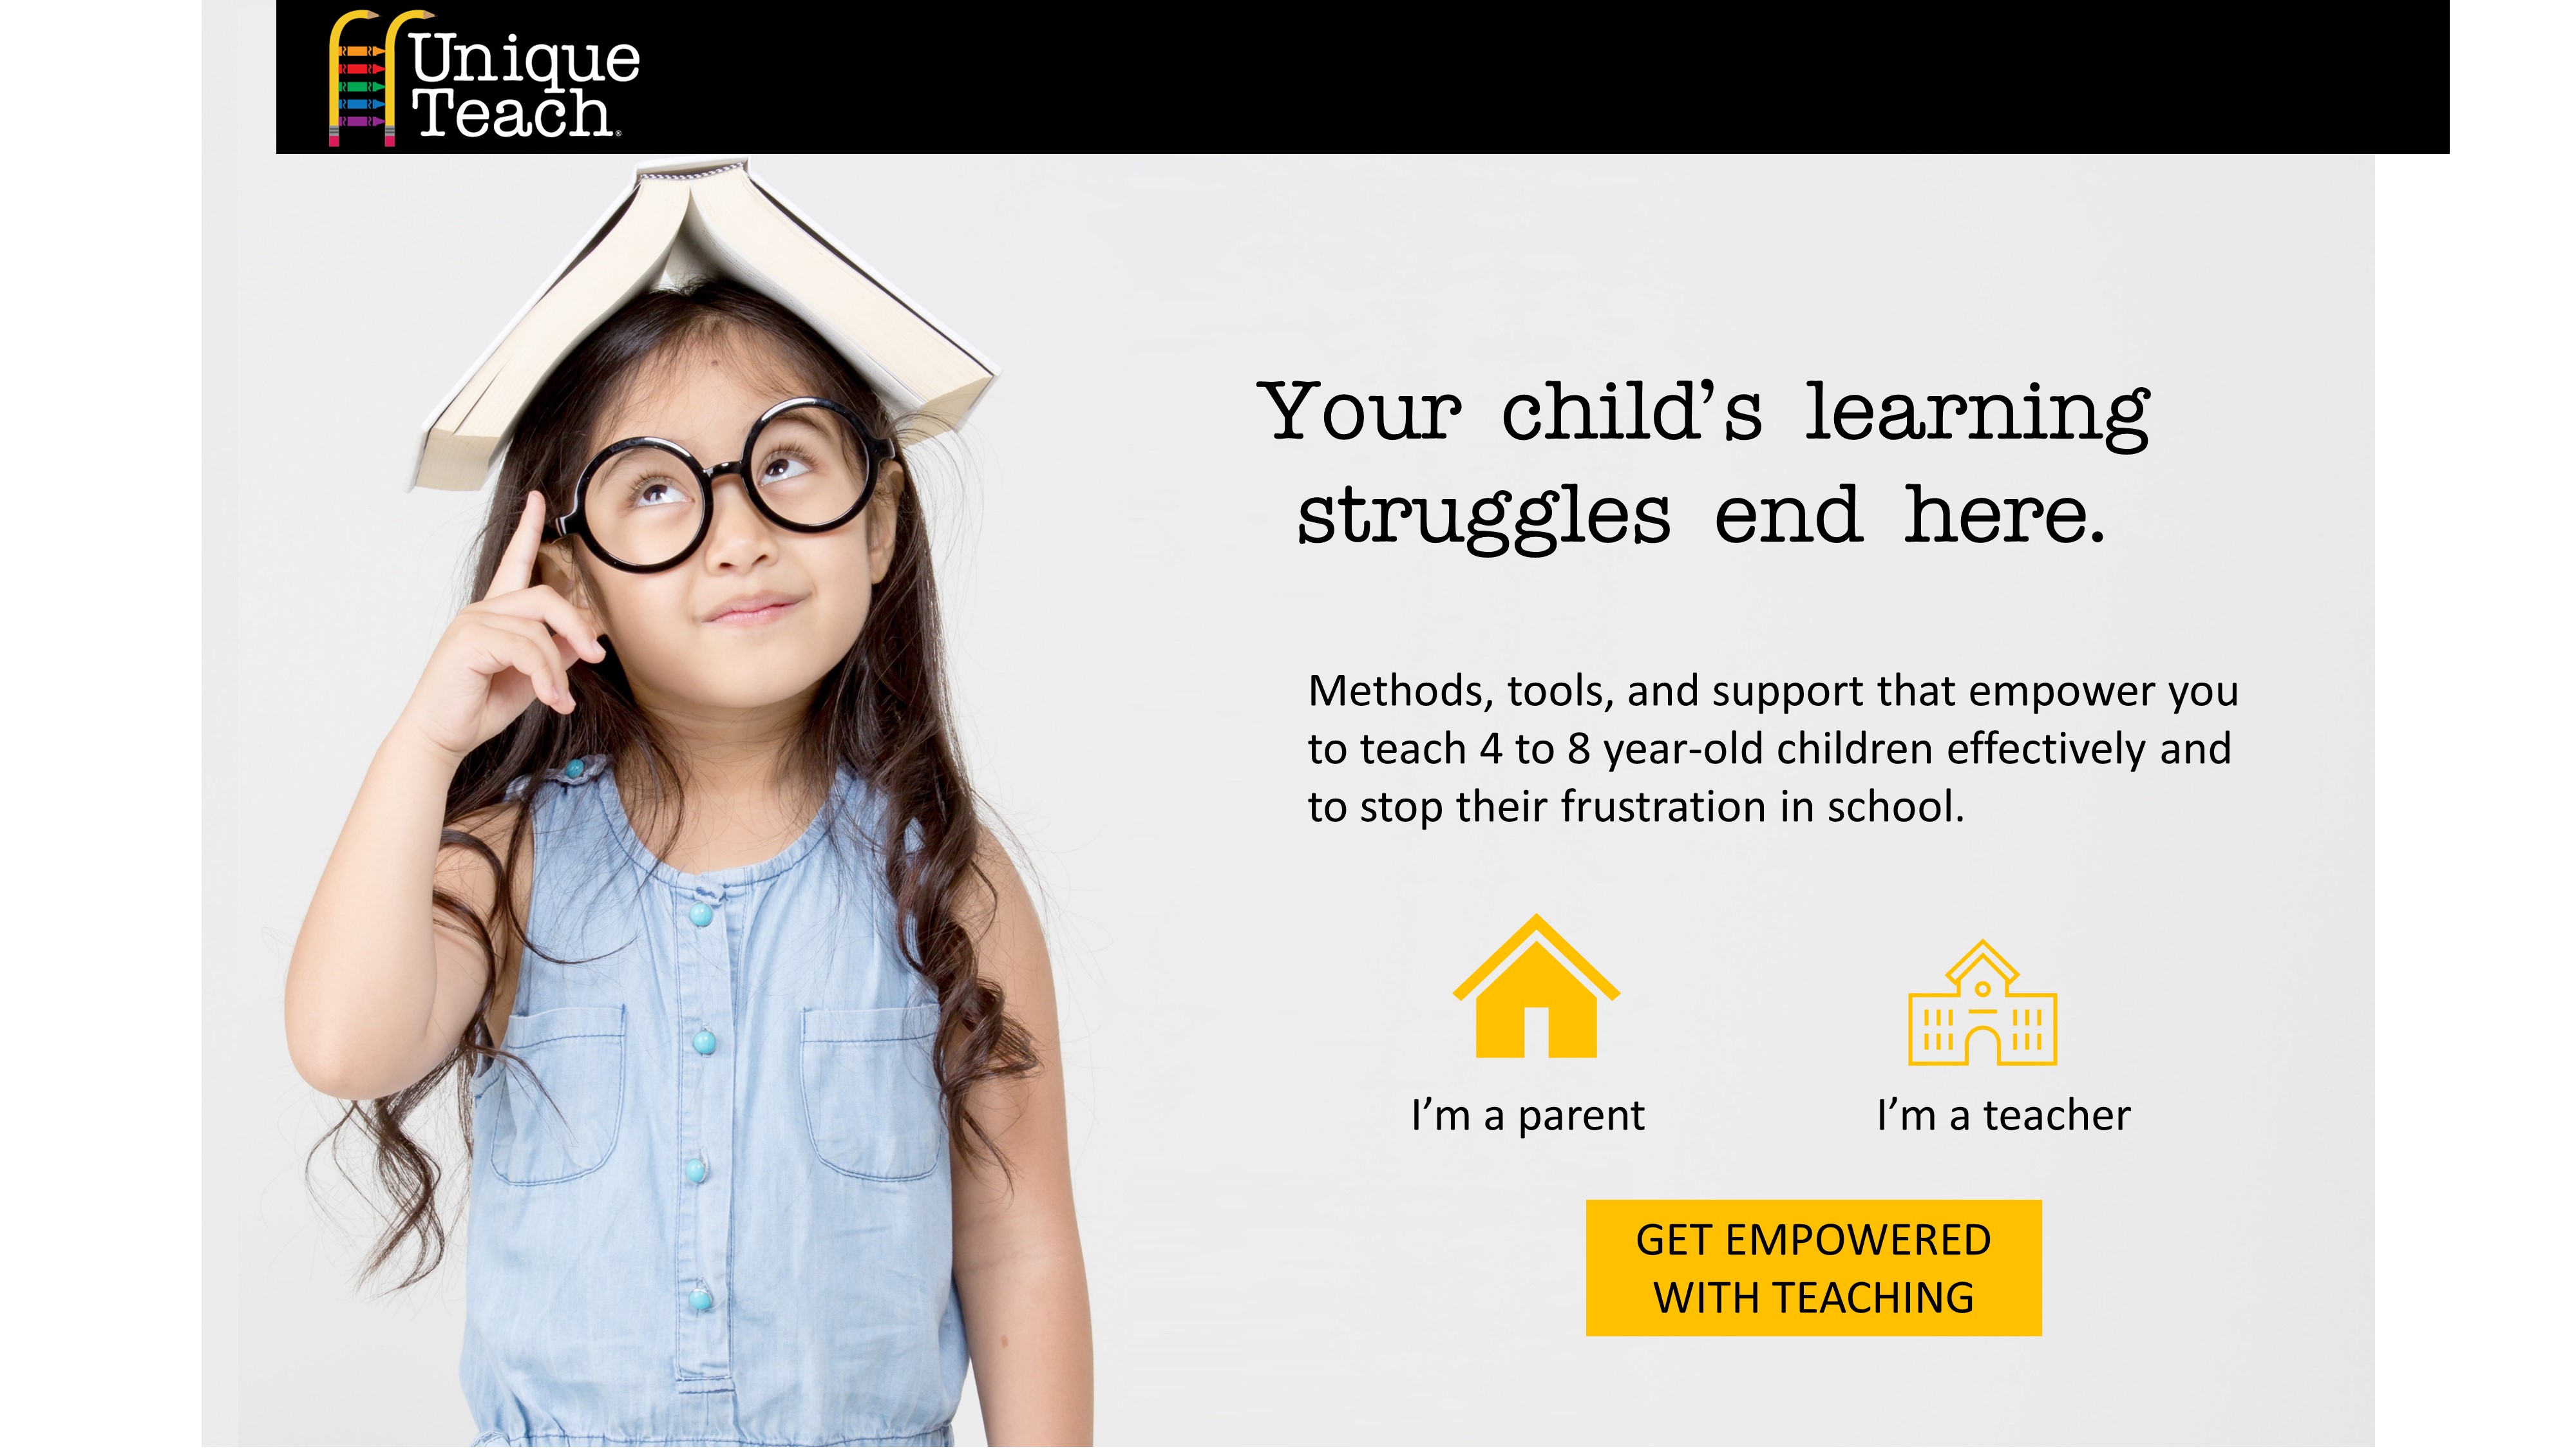 Unique
Teach®
Your child’s learning
struggles end here.
Methods, tools, and support that empower you
to teach 4 to 8 year-old children effectively and
to stop their frustration in school.
I’m a parent
I’m a teacher
GET EMPOWERED
WITH TEACHING